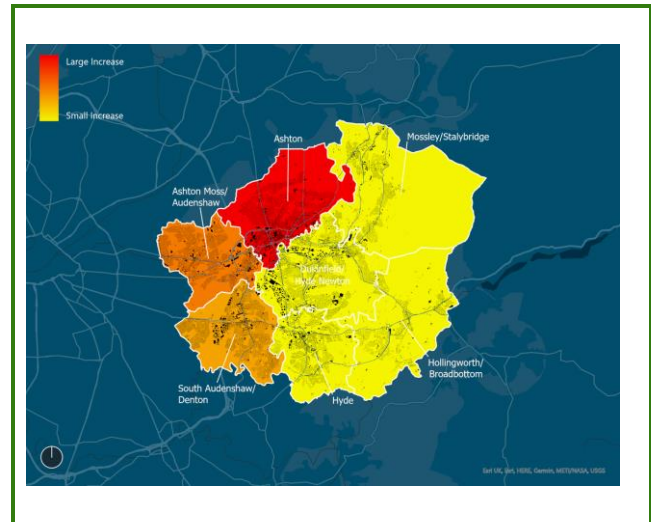 Large Increase
Small Increase
Ashton
Mossley/Stalybridge
Ashton Moss/
Audenshaw
Dukinfield/
Hyde Newton
Hollingworth/
Broadbottom
South Audenshaw/
Denton
Hyde
Esri UK, Esri, HERE, Garmin, METI/NASA, USGS